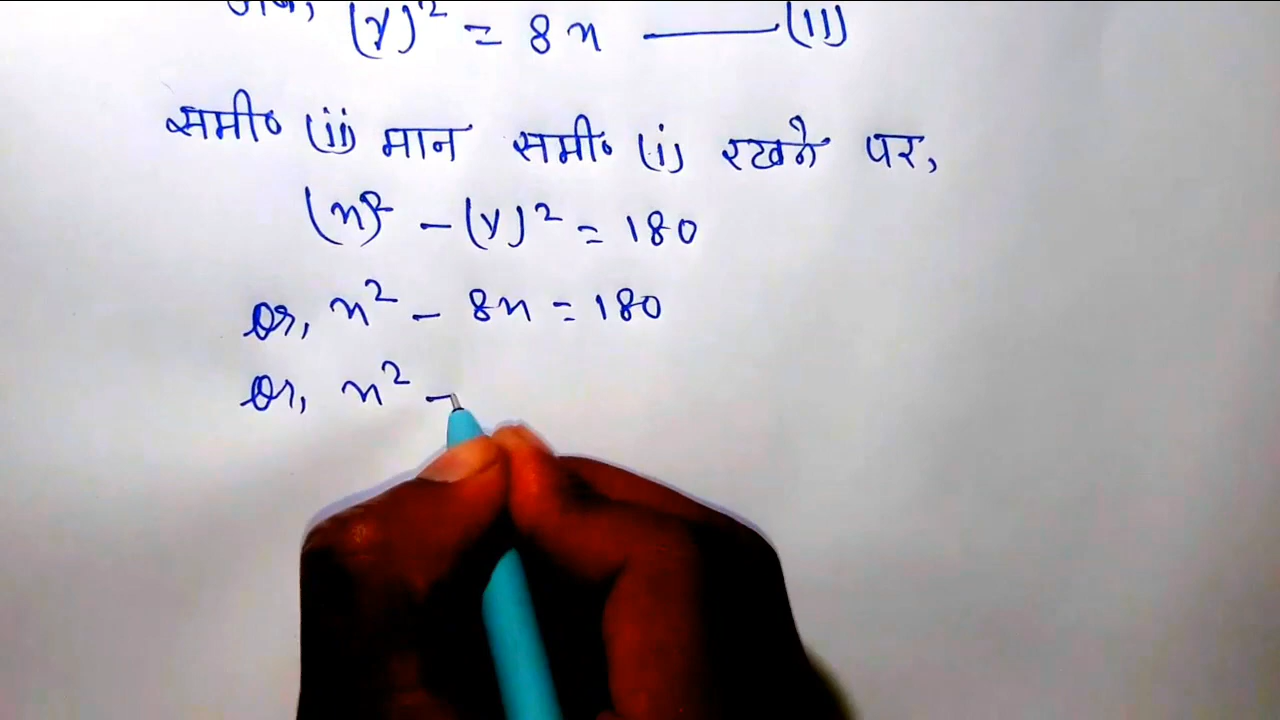 (y)² = 8x —— (ii)
समी० (ii) मान समी० (i) रखने पर,
(x)² - (y)² = 180
or, x² - 8x = 180
or, x² -